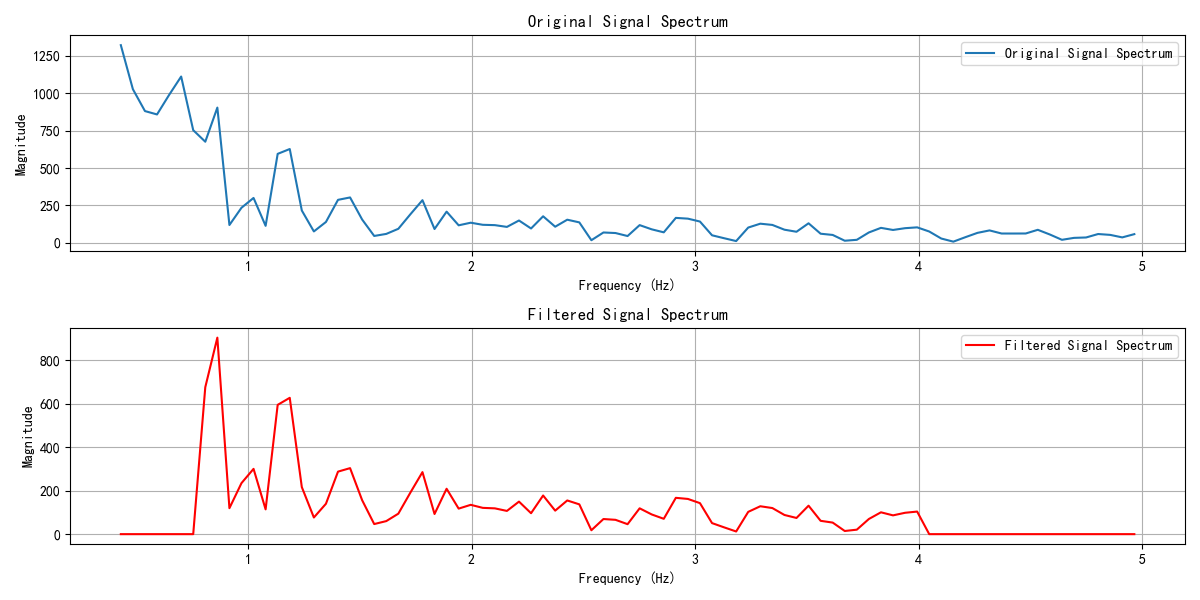 Original Signal Spectrum
Original Signal Spectrum
Magnitude
1250
1000
750
500
250
0
1 2 3 4 5
Frequency (Hz)
Filtered Signal Spectrum
Filtered Signal Spectrum
Magnitude
800
600
400
200
0
1 2 3 4 5
Frequency (Hz)